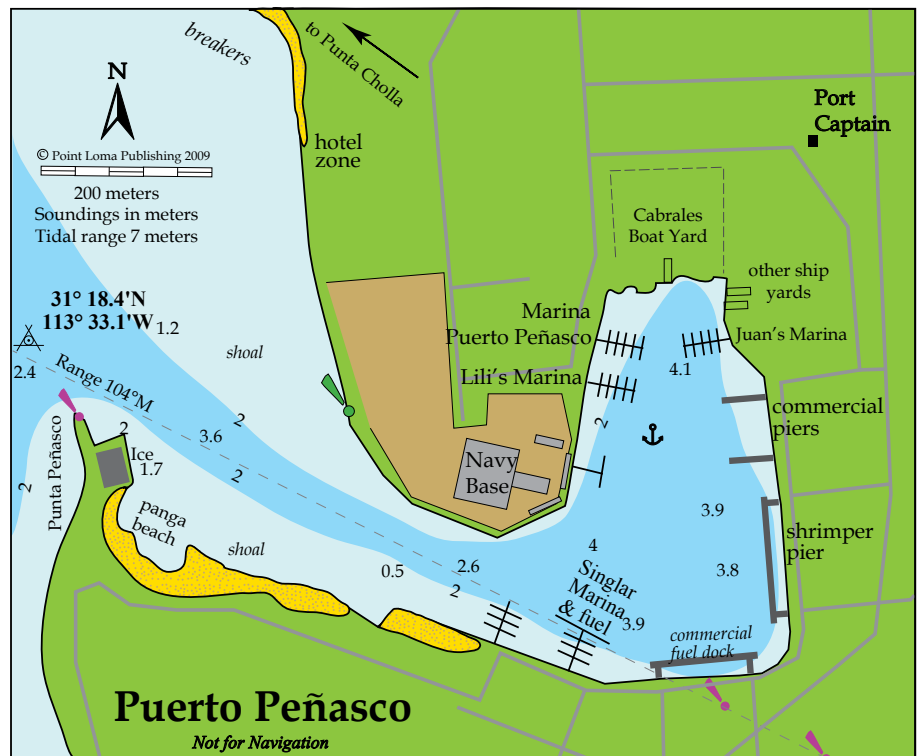 breakers
to Punta Cholla
N
© Point Loma Publishing 2009
200 meters
Soundings in meters
Tidal range 7 meters
hotel
zone
Port
Captain
Cabrales
Boat Yard
other ship
yards
31° 18.4'N
113° 33.1'W
1.2
shoal
Marina
Puerto Peñasco
Juan's Marina
Lili's Marina
4.1
2.4
Range 104°M
2
3.6
2
2
commercial
piers
2
Ice
1.7
Navy
Base
2
Punta Peñasco
panga
beach
shoal
3.9
shrimper
pier
4
3.8
0.5
2.6
2
Singlar
Marina
& fuel
3.9
commercial
fuel dock
Puerto Peñasco
Not for Navigation